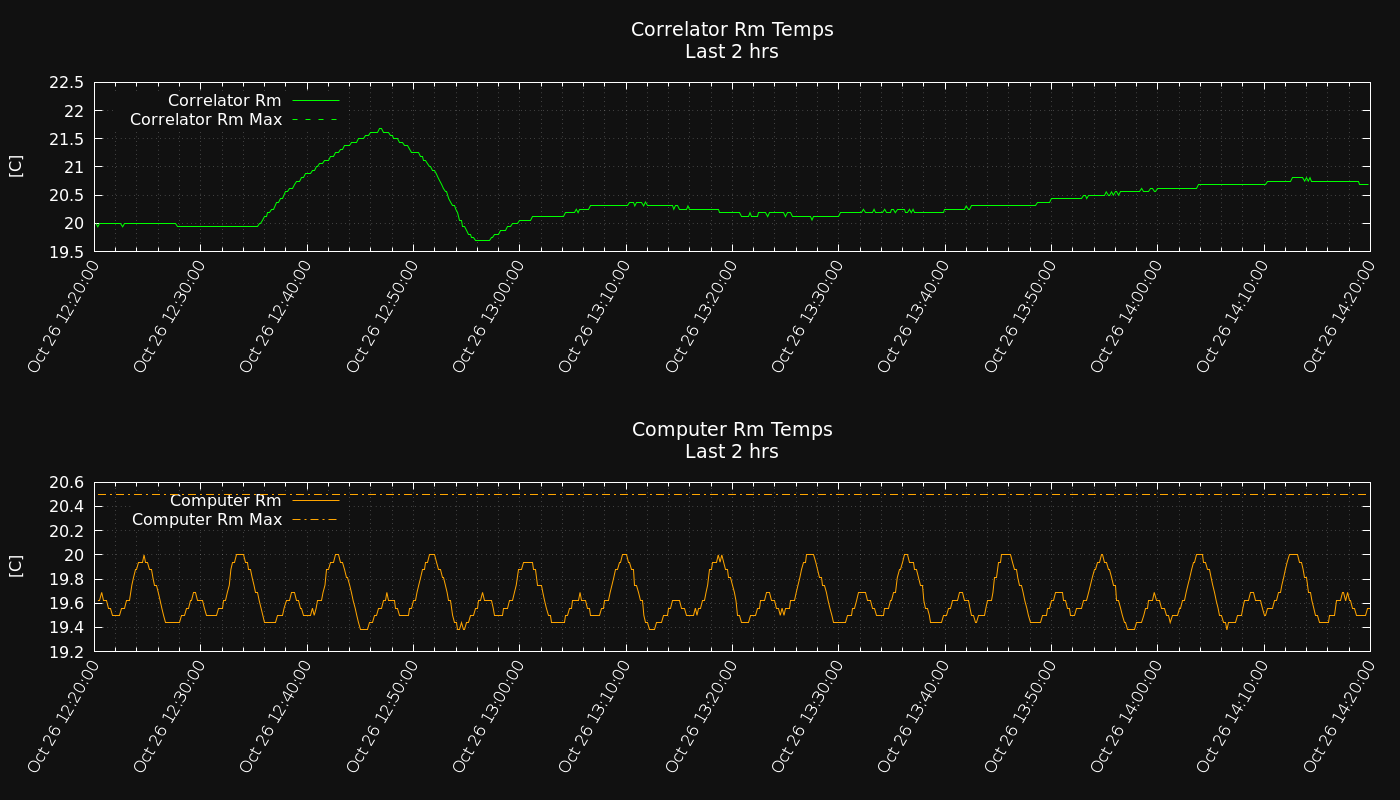 Correlator Rm Temps
Last 2 hrs
22.5
22
21.5
21
20.5
20
19.5
[C]
Correlator Rm
Correlator Rm Max
Oct 26 12:20:00
Oct 26 12:30:00
Oct 26 12:40:00
Oct 26 12:50:00
Oct 26 13:00:00
Oct 26 13:10:00
Oct 26 13:20:00
Oct 26 13:30:00
Oct 26 13:40:00
Oct 26 13:50:00
Oct 26 14:00:00
Oct 26 14:10:00
Oct 26 14:20:00
Computer Rm Temps
Last 2 hrs
20.6
20.4
20.2
20
19.8
19.6
19.4
19.2
[C]
Computer Rm
Computer Rm Max
Oct 26 12:20:00
Oct 26 12:30:00
Oct 26 12:40:00
Oct 26 12:50:00
Oct 26 13:00:00
Oct 26 13:10:00
Oct 26 13:20:00
Oct 26 13:30:00
Oct 26 13:40:00
Oct 26 13:50:00
Oct 26 14:00:00
Oct 26 14:10:00
Oct 26 14:20:00